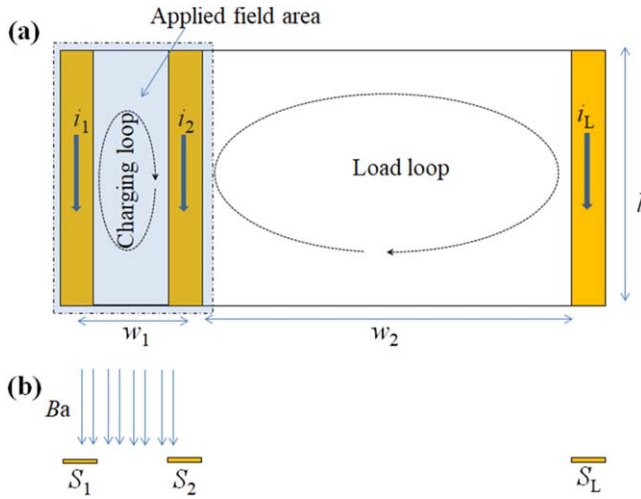 Applied field area
(a)
i1
Charging loop
i2
Load loop
iL
l
w1
w2
(b)
Ba
S1
S2
SL